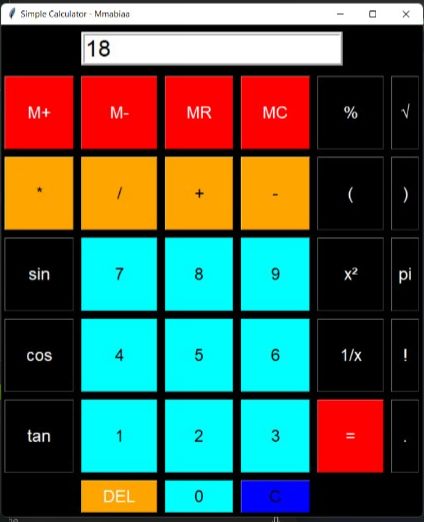 Simple Calculator - Mmabiaa
18
M+ M- MR MC % √
* / + - ( )
sin 7 8 9 x² pi
cos 4 5 6 1/x !
tan 1 2 3 = .
DEL 0 C